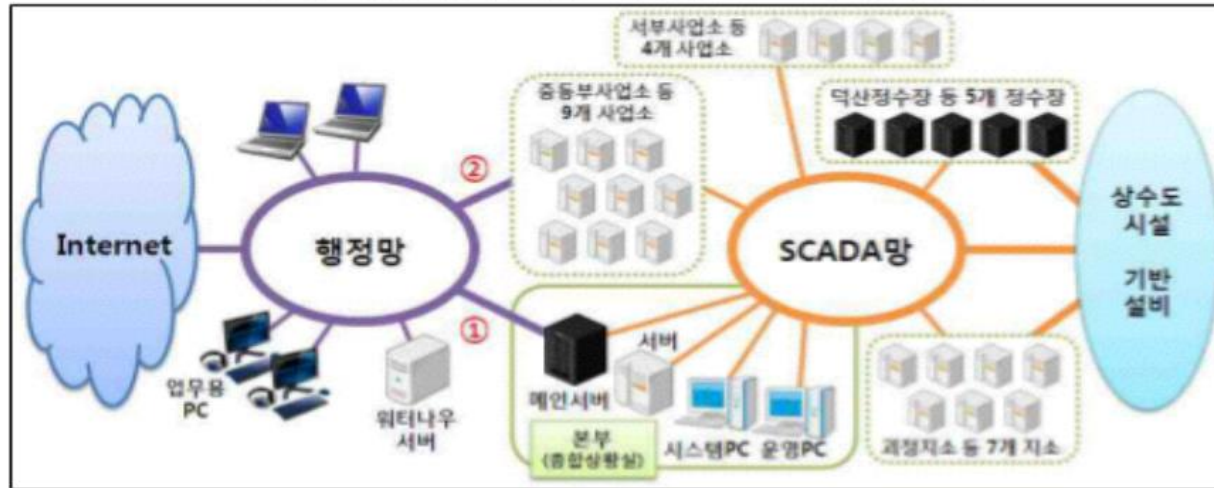 서부사업소 등
4개 사업소
중동부사업소 등
9개 사업소
덕산정수장 등 5개 정수장
②
Internet
행정망
SCADA망
상수도
시설
기반
설비
①
업무용
PC
워터나우
서버
메인서버
서버
시스템PC
운영PC
본부
(종합상황실)
괴정지소 등 7개 지소